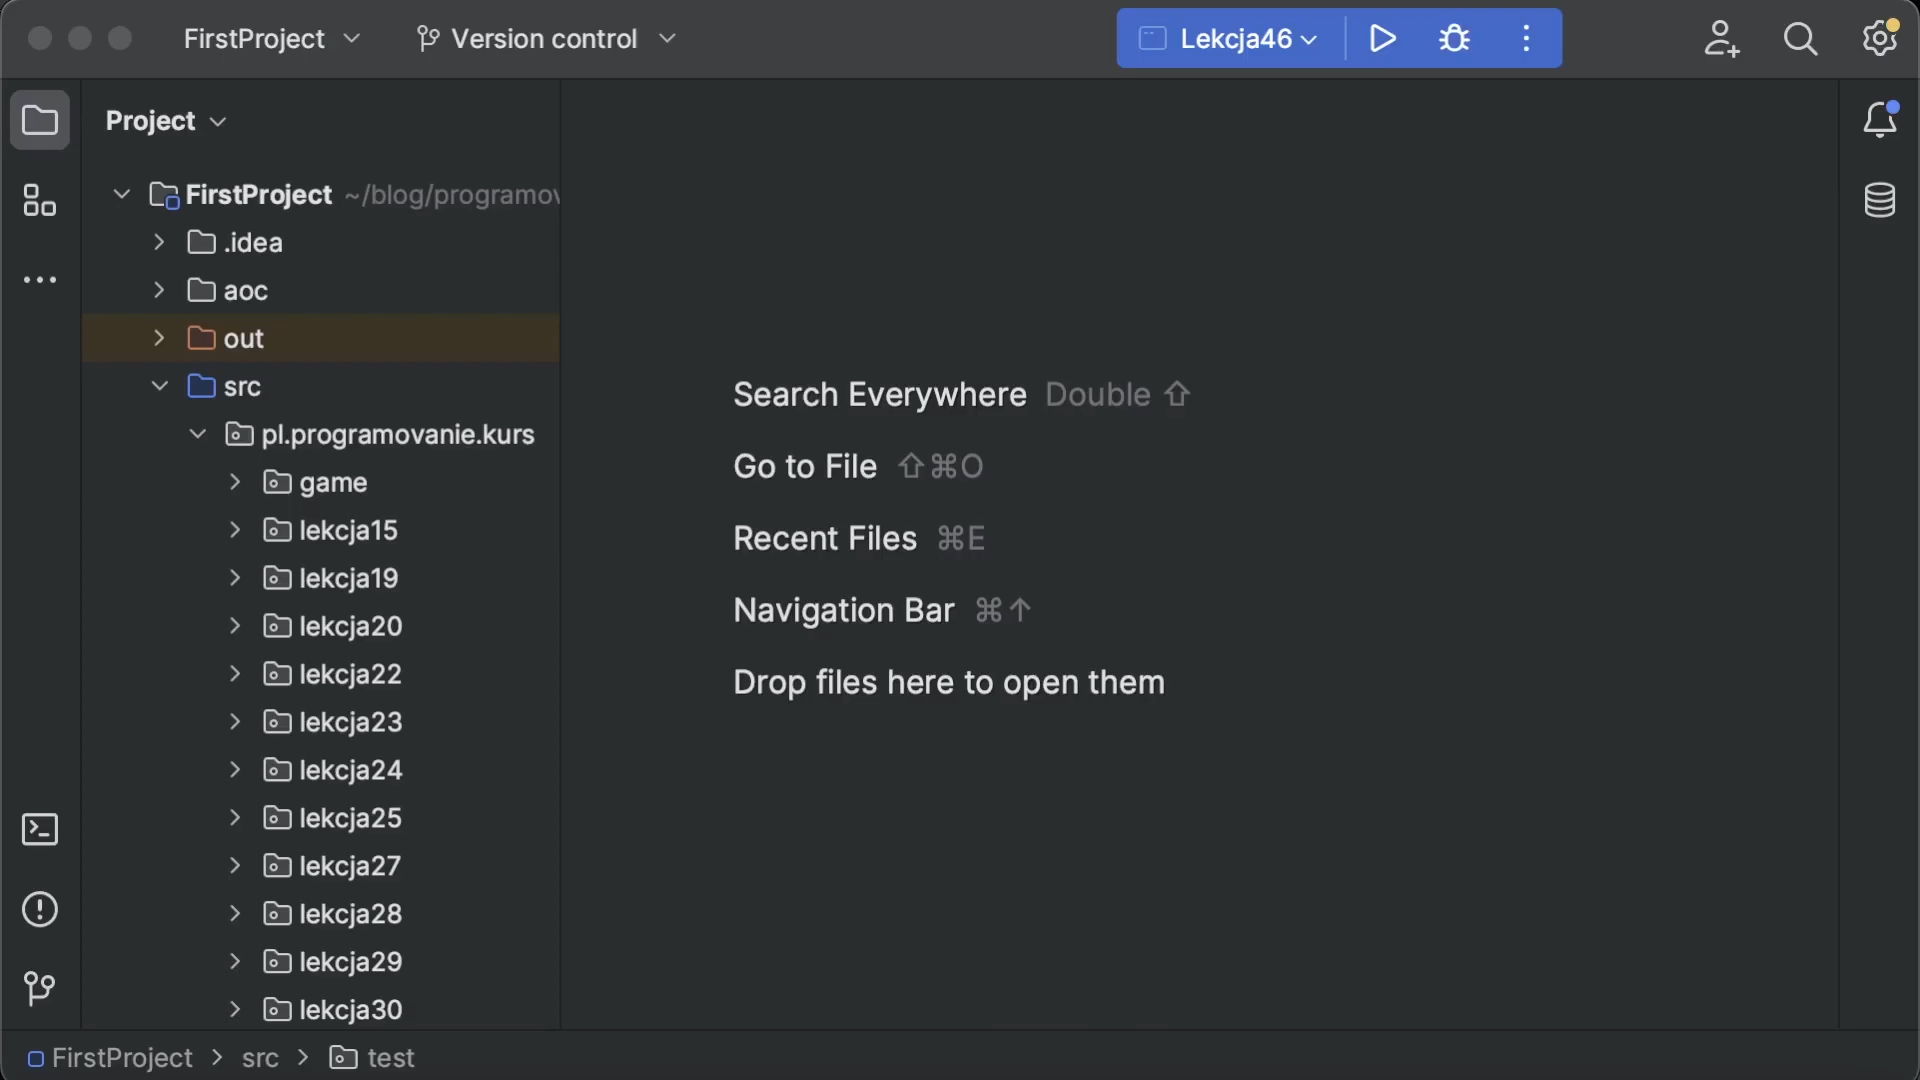 FirstProject
Version control
Lekcja46
Project
FirstProject ~/blog/programov
.idea
aoc
out
src
pl.programovanie.kurs
game
lekcja15
lekcja19
lekcja20
lekcja22
lekcja23
lekcja24
lekcja25
lekcja27
lekcja28
lekcja29
lekcja30
Search Everywhere Double ⇧
Go to File ⇧⌘O
Recent Files ⌘E
Navigation Bar ⌘↑
Drop files here to open them
FirstProject > src > test